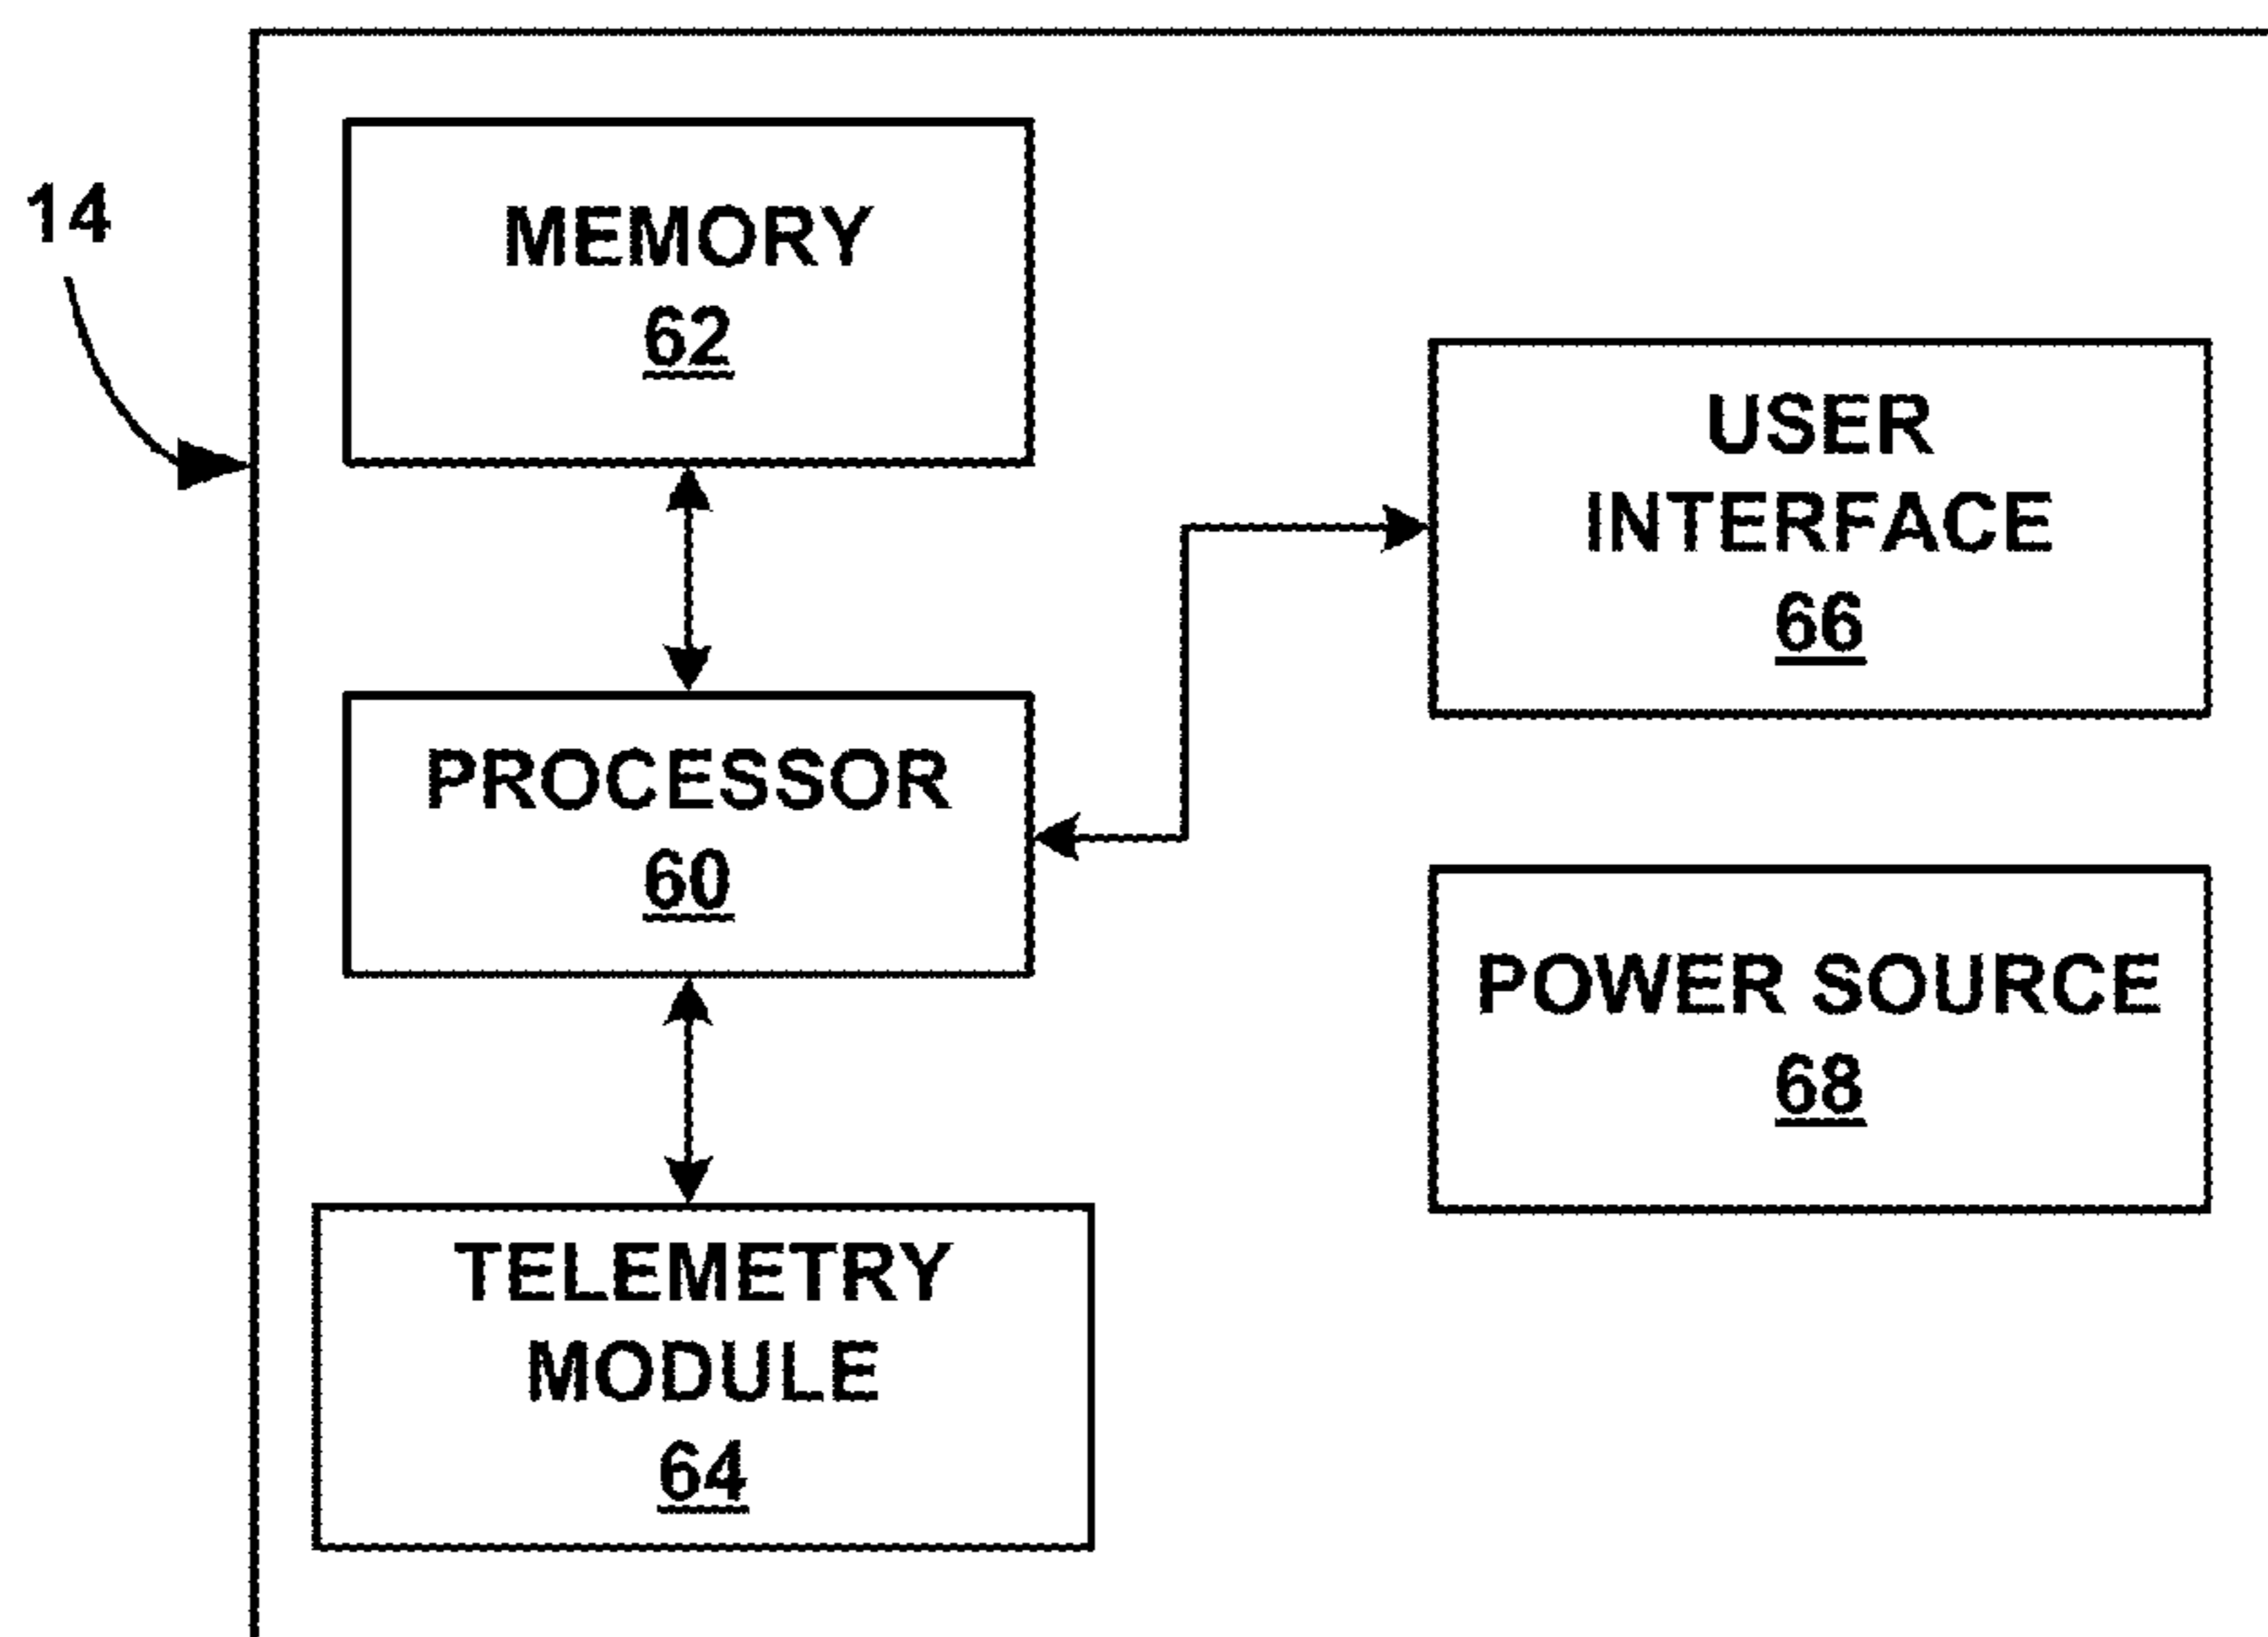 14
MEMORY
62
USER
INTERFACE
66
PROCESSOR
60
POWER SOURCE
68
TELEMETRY
MODULE
64